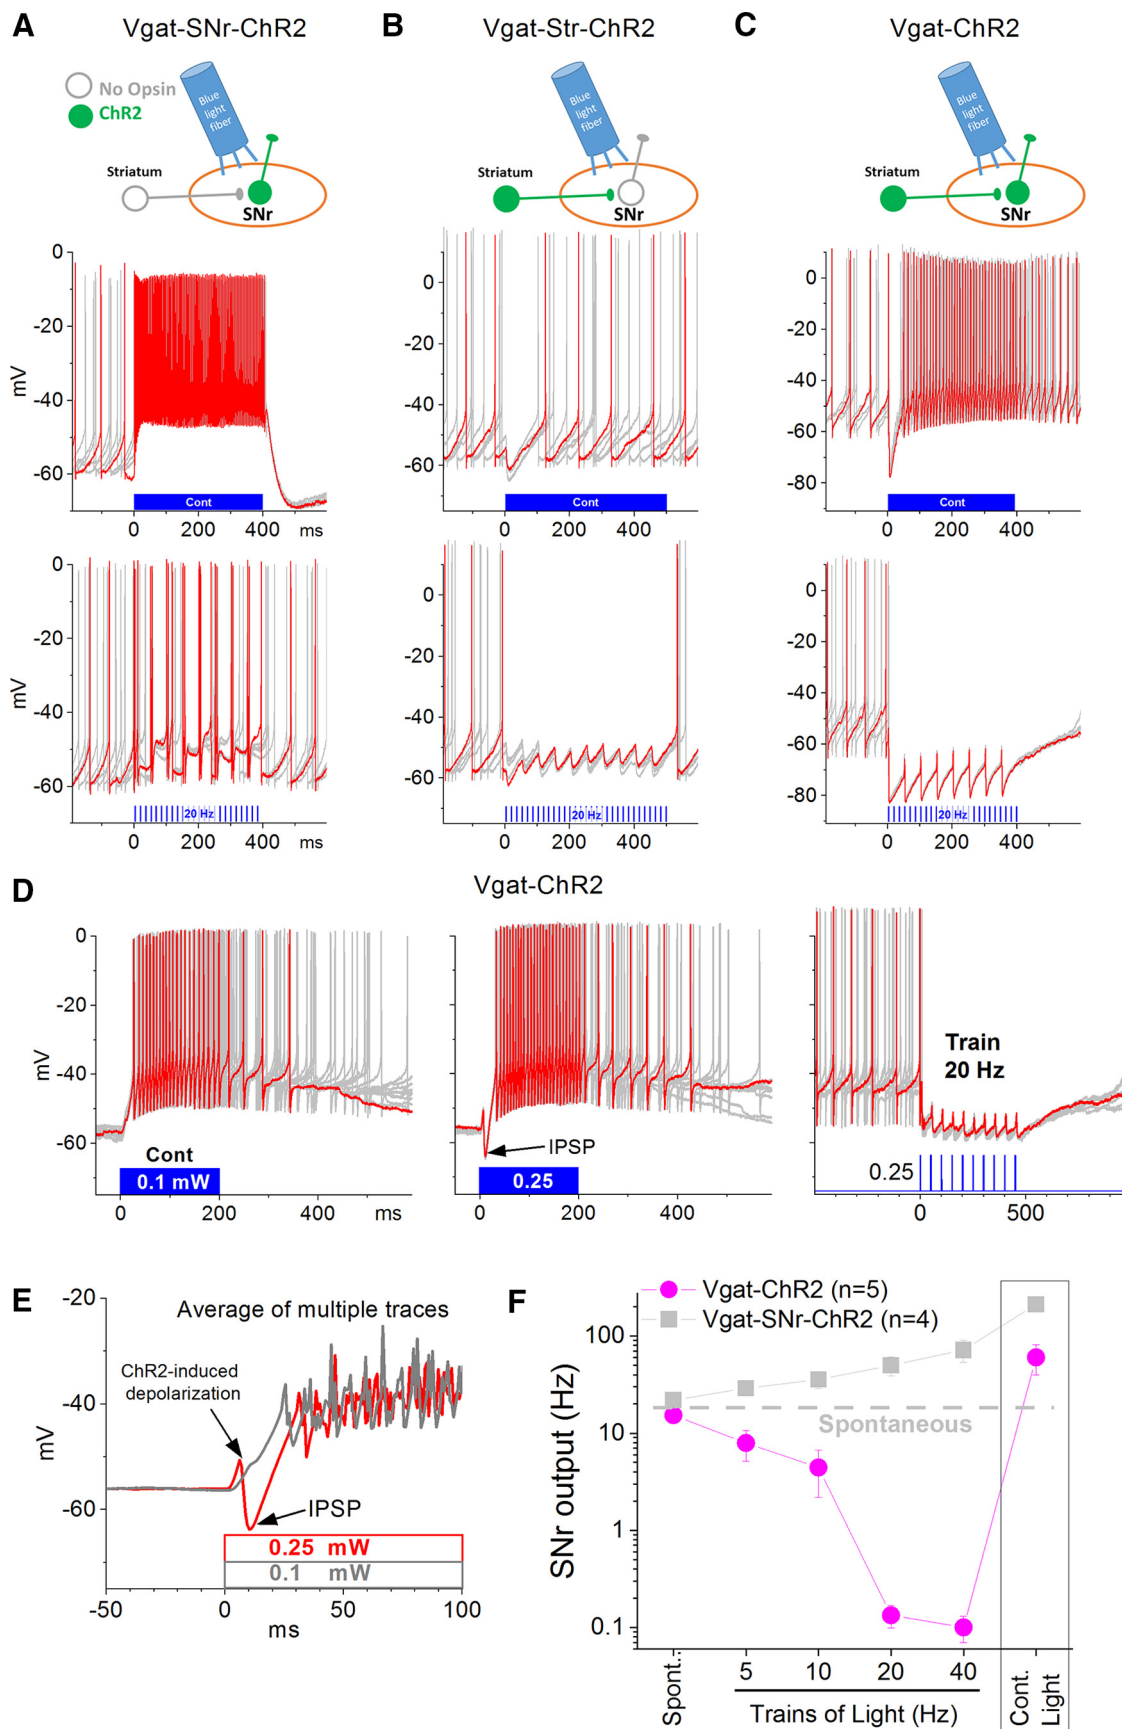 A
Vgat-SNr-ChR2
B
Vgat-Str-ChR2
C
Vgat-ChR2
No Opsin
ChR2
Blue light fiber
Striatum
SNr
Blue light fiber
Striatum
SNr
Blue light fiber
Striatum
SNr
0
-20
-40
-60
mV
Cont
0 200 400 ms
0
-20
-40
-60
Cont
0 200 400
0
-20
-40
-60
-80
Cont
0 200 400
0
-20
-40
-60
mV
20 Hz
0 200 400 ms
0
-20
-40
-60
20 Hz
0 200 400
0
-20
-40
-60
-80
20 Hz
0 200 400
D
Vgat-ChR2
0
-20
-40
-60
mV
Cont
0.1 mW
0 200 400 ms
IPSP
0.25
0 200 400
Train
20 Hz
0.25
0 500
E
-20
-40
-60
mV
Average of multiple traces
ChR2-induced
depolarization
IPSP
0.25 mW
0.1 mW
-50 0 50 100
ms
F
Vgat-ChR2 (n=5)
Vgat-SNr-ChR2 (n=4)
SNr output (Hz)
100
10
1
0.1
Spontaneous
Spont..
5 10 20 40
Trains of Light (Hz)
Cont.
Light